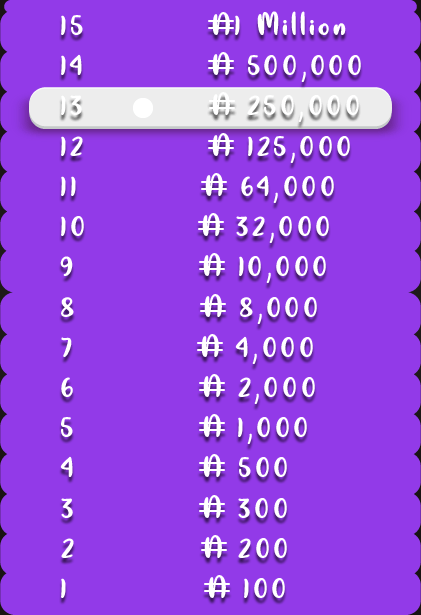 15 ₳1 Million
14 ₳ 500,000
13 ₳ 250,000
12 ₳ 125,000
11 ₳ 64,000
10 ₳ 32,000
9 ₳ 10,000
8 ₳ 8,000
7 ₳ 4,000
6 ₳ 2,000
5 ₳ 1,000
4 ₳ 500
3 ₳ 300
2 ₳ 200
1 ₳ 100